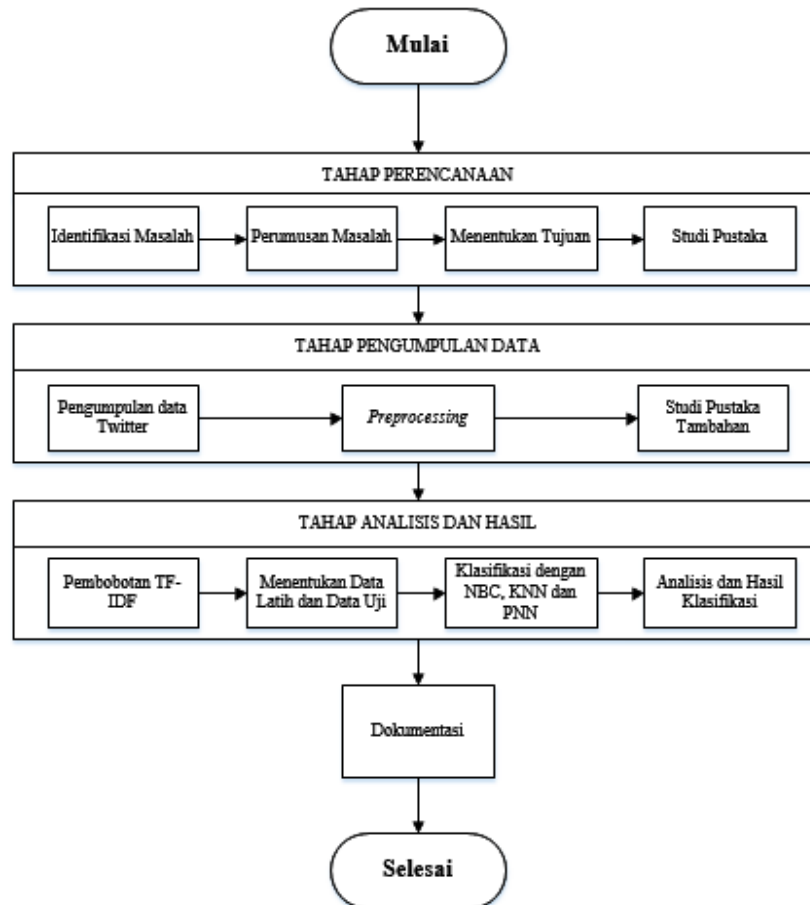 Mulai
TAHAP PERENCANAAN
Identifikasi Masalah
Perumusan Masalah
Menentukan Tujuan
Studi Pustaka
TAHAP PENGUMPULAN DATA
Pengumpulan data
Twitter
Preprocessing
Studi Pustaka
Tambahan
TAHAP ANALISIS DAN HASIL
Pembobotan TF-
IDF
Menentukan Data
Latih dan Data Uji
Klasifikasi dengan
NBC, KNN dan
PNN
Analisis dan Hasil
Klasifikasi
Dokumentasi
Selesai